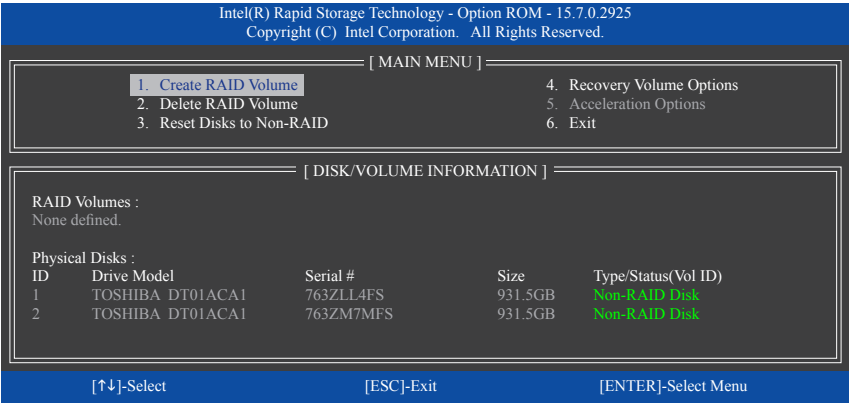 Intel(R) Rapid Storage Technology - Option ROM - 15.7.0.2925
Copyright (C) Intel Corporation. All Rights Reserved.
[ MAIN MENU ]
1. Create RAID Volume
2. Delete RAID Volume
3. Reset Disks to Non-RAID
4. Recovery Volume Options
5. Acceleration Options
6. Exit
[ DISK/VOLUME INFORMATION ]
RAID Volumes :
None defined.
Physical Disks :
ID Drive Model Serial # Size Type/Status(Vol ID)
1 TOSHIBA DT01ACA1 763ZLL4FS 931.5GB Non-RAID Disk
2 TOSHIBA DT01ACA1 763ZM7MFS 931.5GB Non-RAID Disk
[↑↓]-Select [ESC]-Exit [ENTER]-Select Menu